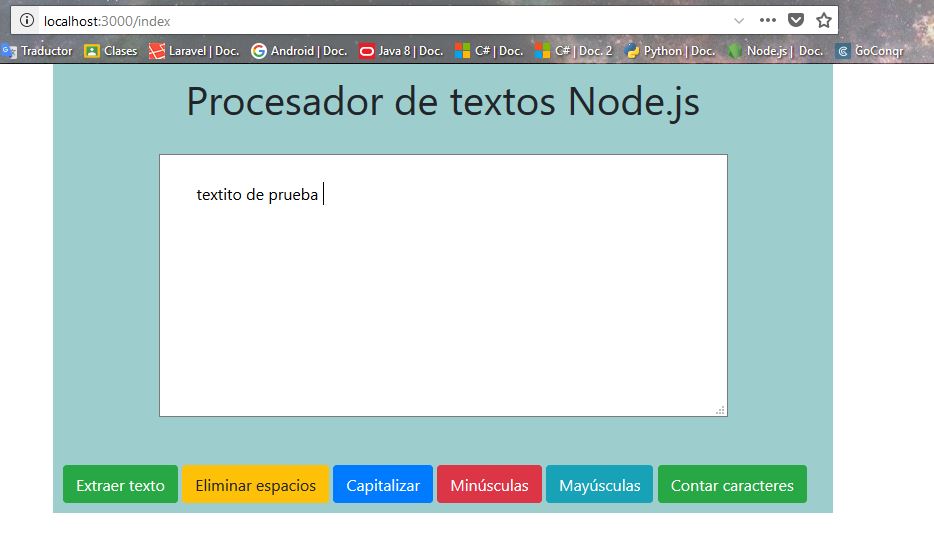 localhost:3000/index
Traductor Clases Laravel | Doc. Android | Doc. Java 8 | Doc. C# | Doc. C# | Doc. 2 Python | Doc. Node.js | Doc. GoConqr
Procesador de textos Node.js
textito de prueba
Extraer texto Eliminar espacios Capitalizar Minúsculas Mayúsculas Contar caracteres